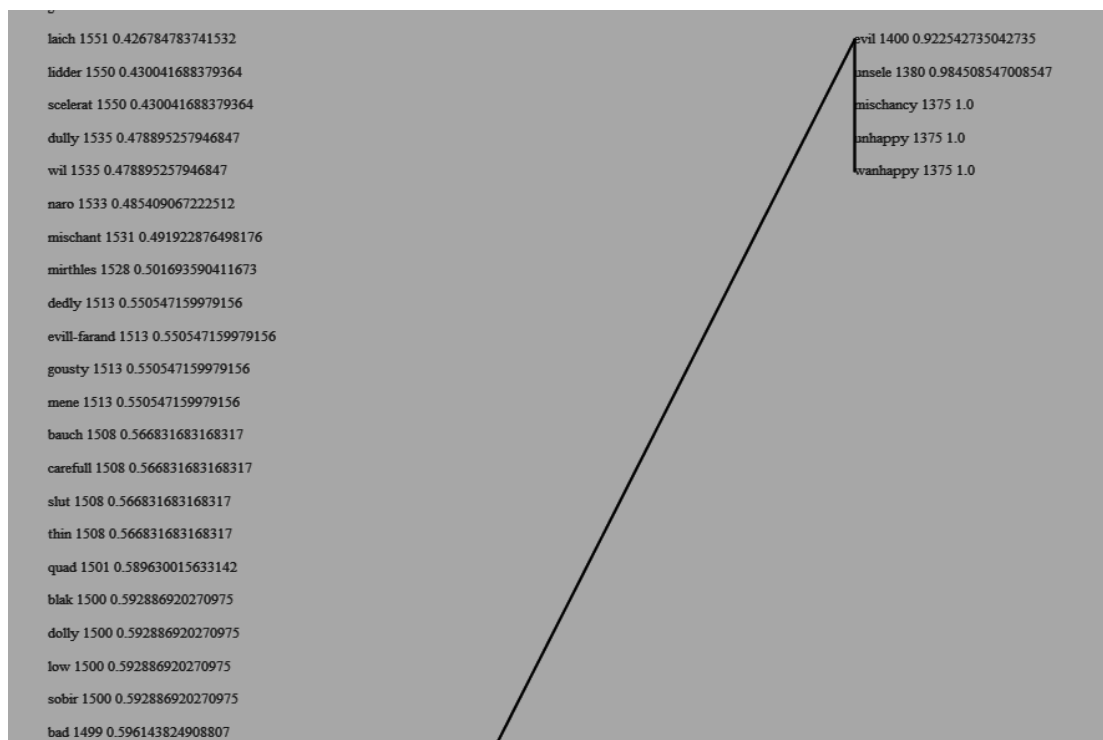 laich 1551 0.426784783741532
lidder 1550 0.430041688379364
scelerat 1550 0.430041688379364
dully 1535 0.478895257946847
wil 1535 0.478895257946847
naro 1533 0.485409067222512
mischant 1531 0.491922876498176
mirthles 1528 0.501693590411673
dedly 1513 0.550547159979156
evill-farand 1513 0.550547159979156
gousty 1513 0.550547159979156
mene 1513 0.550547159979156
bauch 1508 0.566831683168317
carefull 1508 0.566831683168317
slut 1508 0.566831683168317
thin 1508 0.566831683168317
quad 1501 0.589630015633142
blak 1500 0.592886920270975
dolly 1500 0.592886920270975
low 1500 0.592886920270975
sobir 1500 0.592886920270975
bad 1499 0.596143824908807
evil 1400 0.922542735042735
unsele 1380 0.984508547008547
mischancy 1375 1.0
unhappy 1375 1.0
wanhappy 1375 1.0